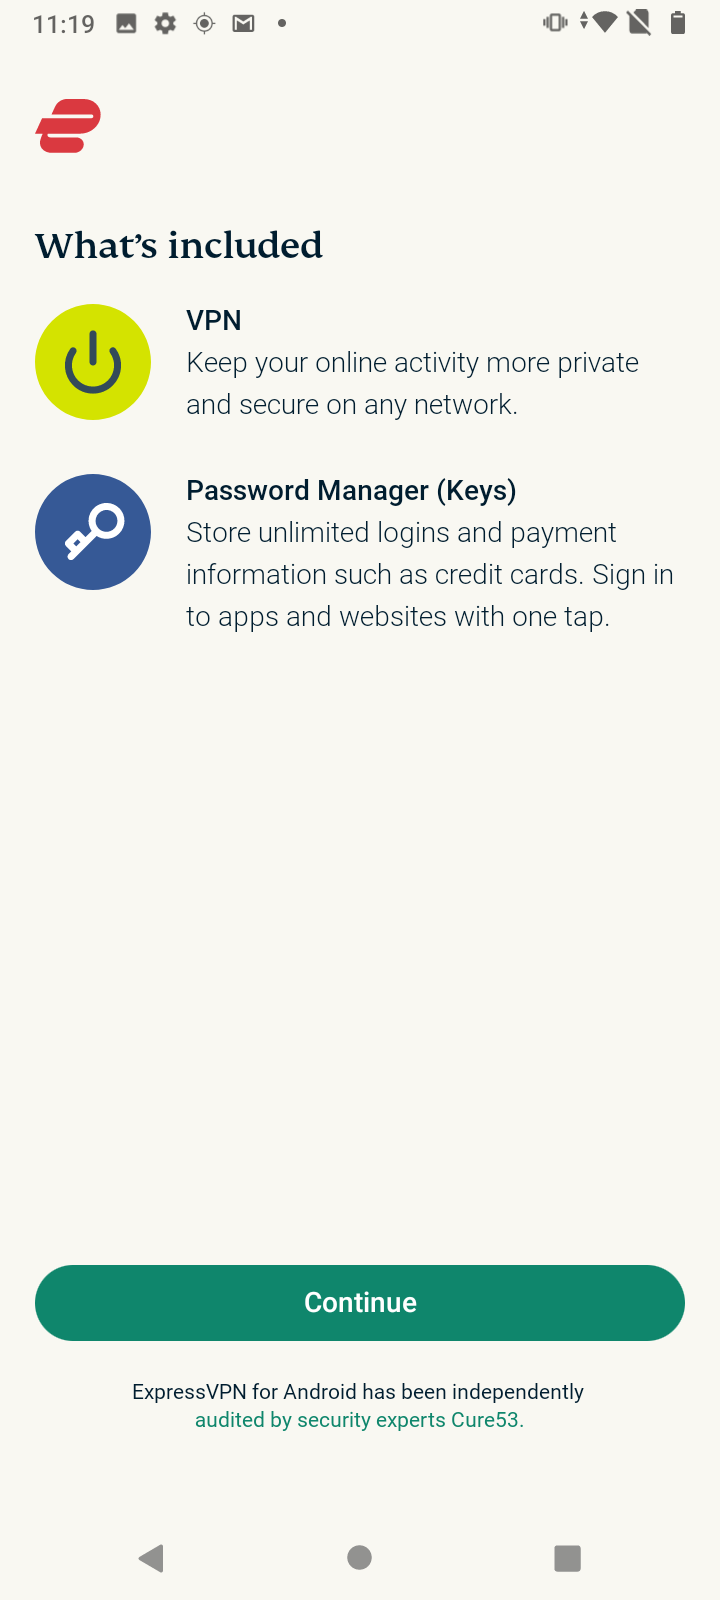 11:19
What's included
VPN
Keep your online activity more private
and secure on any network.
Password Manager (Keys)
Store unlimited logins and payment
information such as credit cards. Sign in
to apps and websites with one tap.
Continue
ExpressVPN for Android has been independently
audited by security experts Cure53.